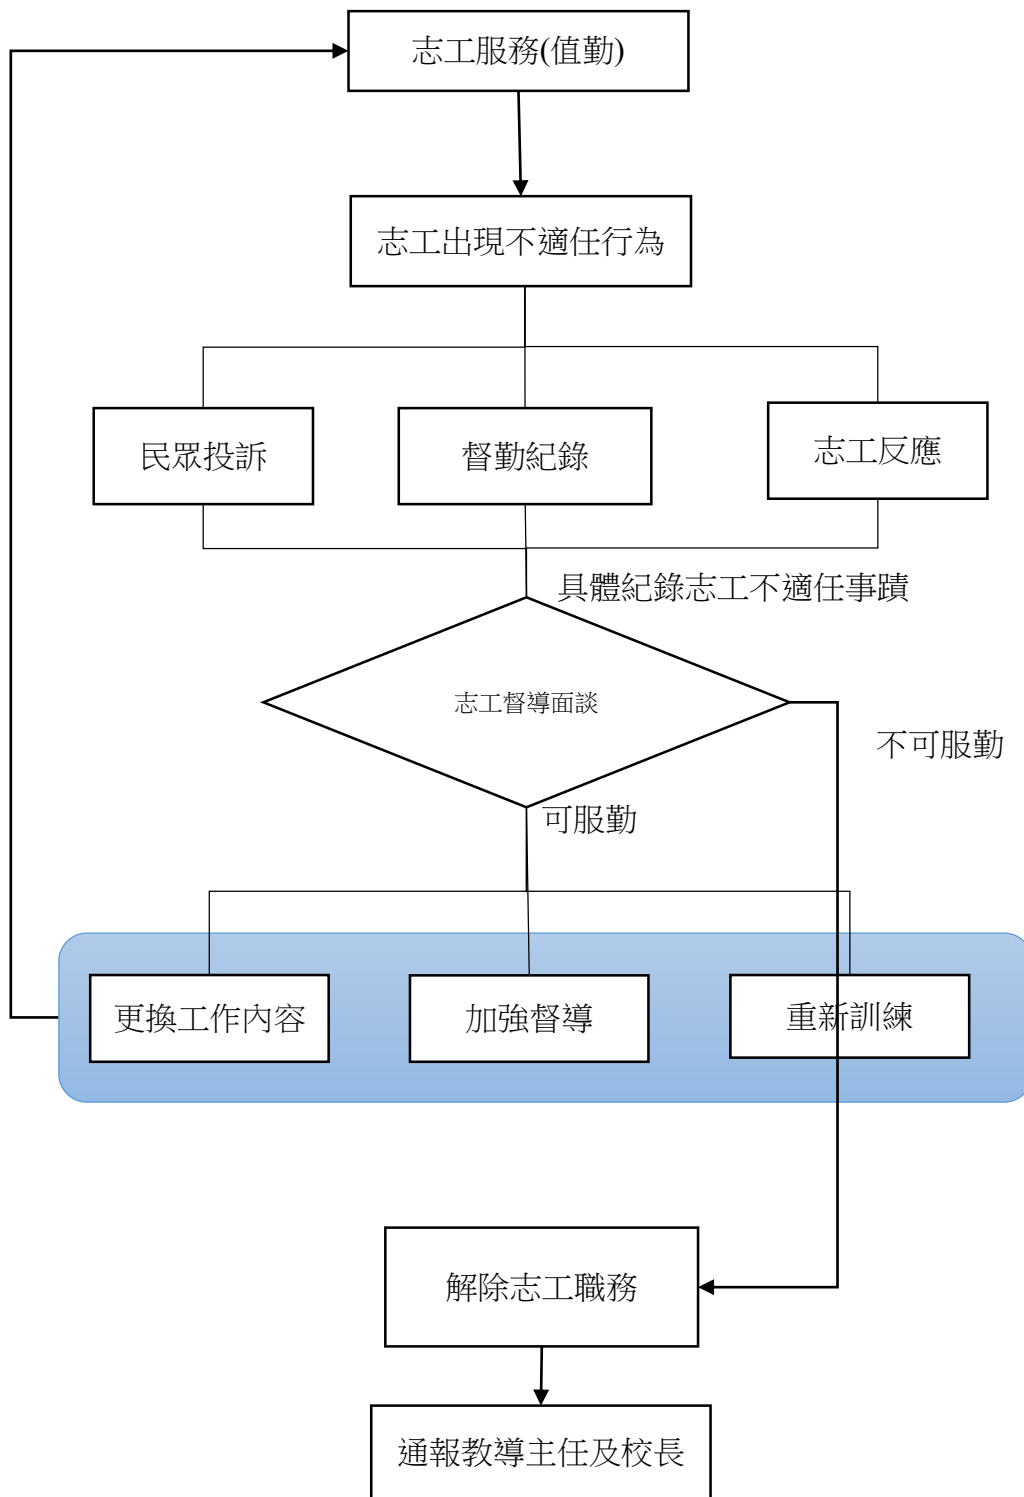 志工服務(值勤)
志工出現不適任行為
民眾投訴
督勤紀錄
志工反應
具體紀錄志工不適任事蹟
志工督導面談
不可服勤
可服勤
更換工作內容
加強督導
重新訓練
解除志工職務
通報教導主任及校長